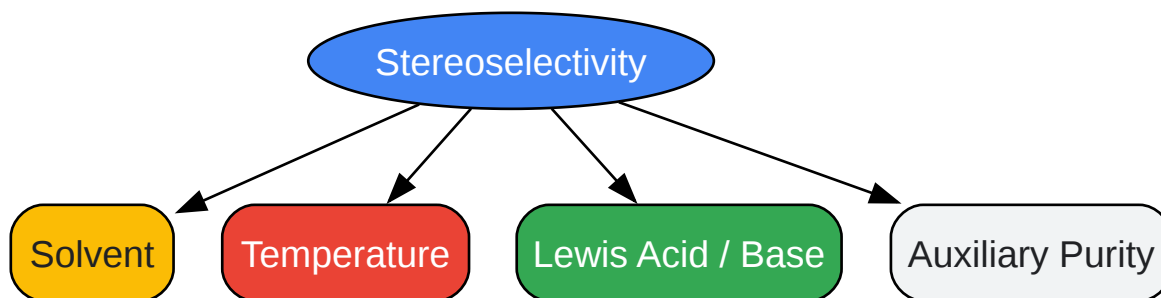 Stereoselectivity
Solvent
Temperature
Lewis Acid / Base
Auxiliary Purity